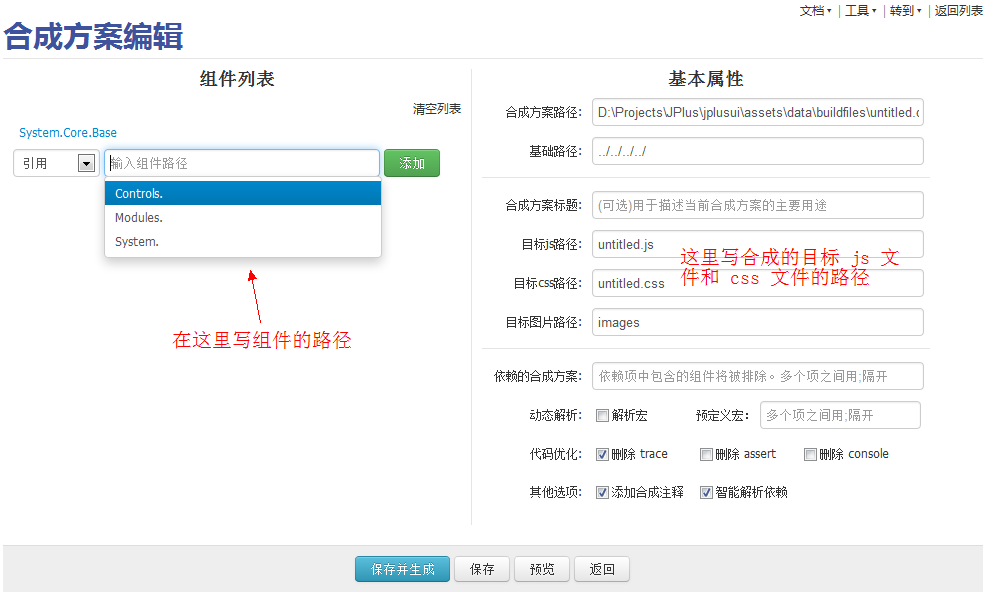 文档 工具 转到 返回列表
合成方案编辑
组件列表
清空列表
System.Core.Base
引用 输入组件路径 添加
Controls.
Modules.
System.
在这里写组件的路径
基本属性
合成方案路径: D:\Projects\JPlus\jplusui\assets\data\buildfiles\untitled.c
基础路径: ../../../../
合成方案标题: (可选)用于描述当前合成方案的主要用途
目标js路径: untitled.js
目标css路径: untitled.css
这里写合成的目标 js 文
件和 css 文件的路径
目标图片路径: images
依赖的合成方案: 依赖项中包含的组件将被排除。多个项之间用;隔开
动态解析: 解析宏 预定义宏: 多个项之间用;隔开
代码优化: 删除 trace 删除 assert 删除 console
其他选项: 添加合成注释 智能解析依赖
保存并生成 保存 预览 返回